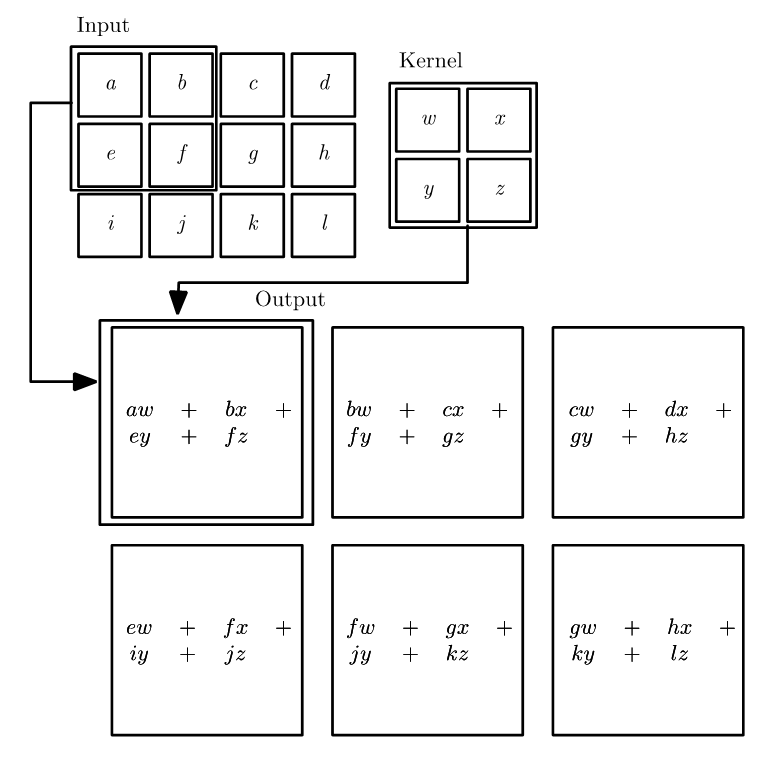 Input
Kernel
a b c d
w x
e f g h
y z
i j k l
Output
aw + bx +
ey + fz
bw + cx +
fy + gz
cw + dx +
gy + hz
ew + fx +
iy + jz
fw + gx +
jy + kz
gw + hx +
ky + lz